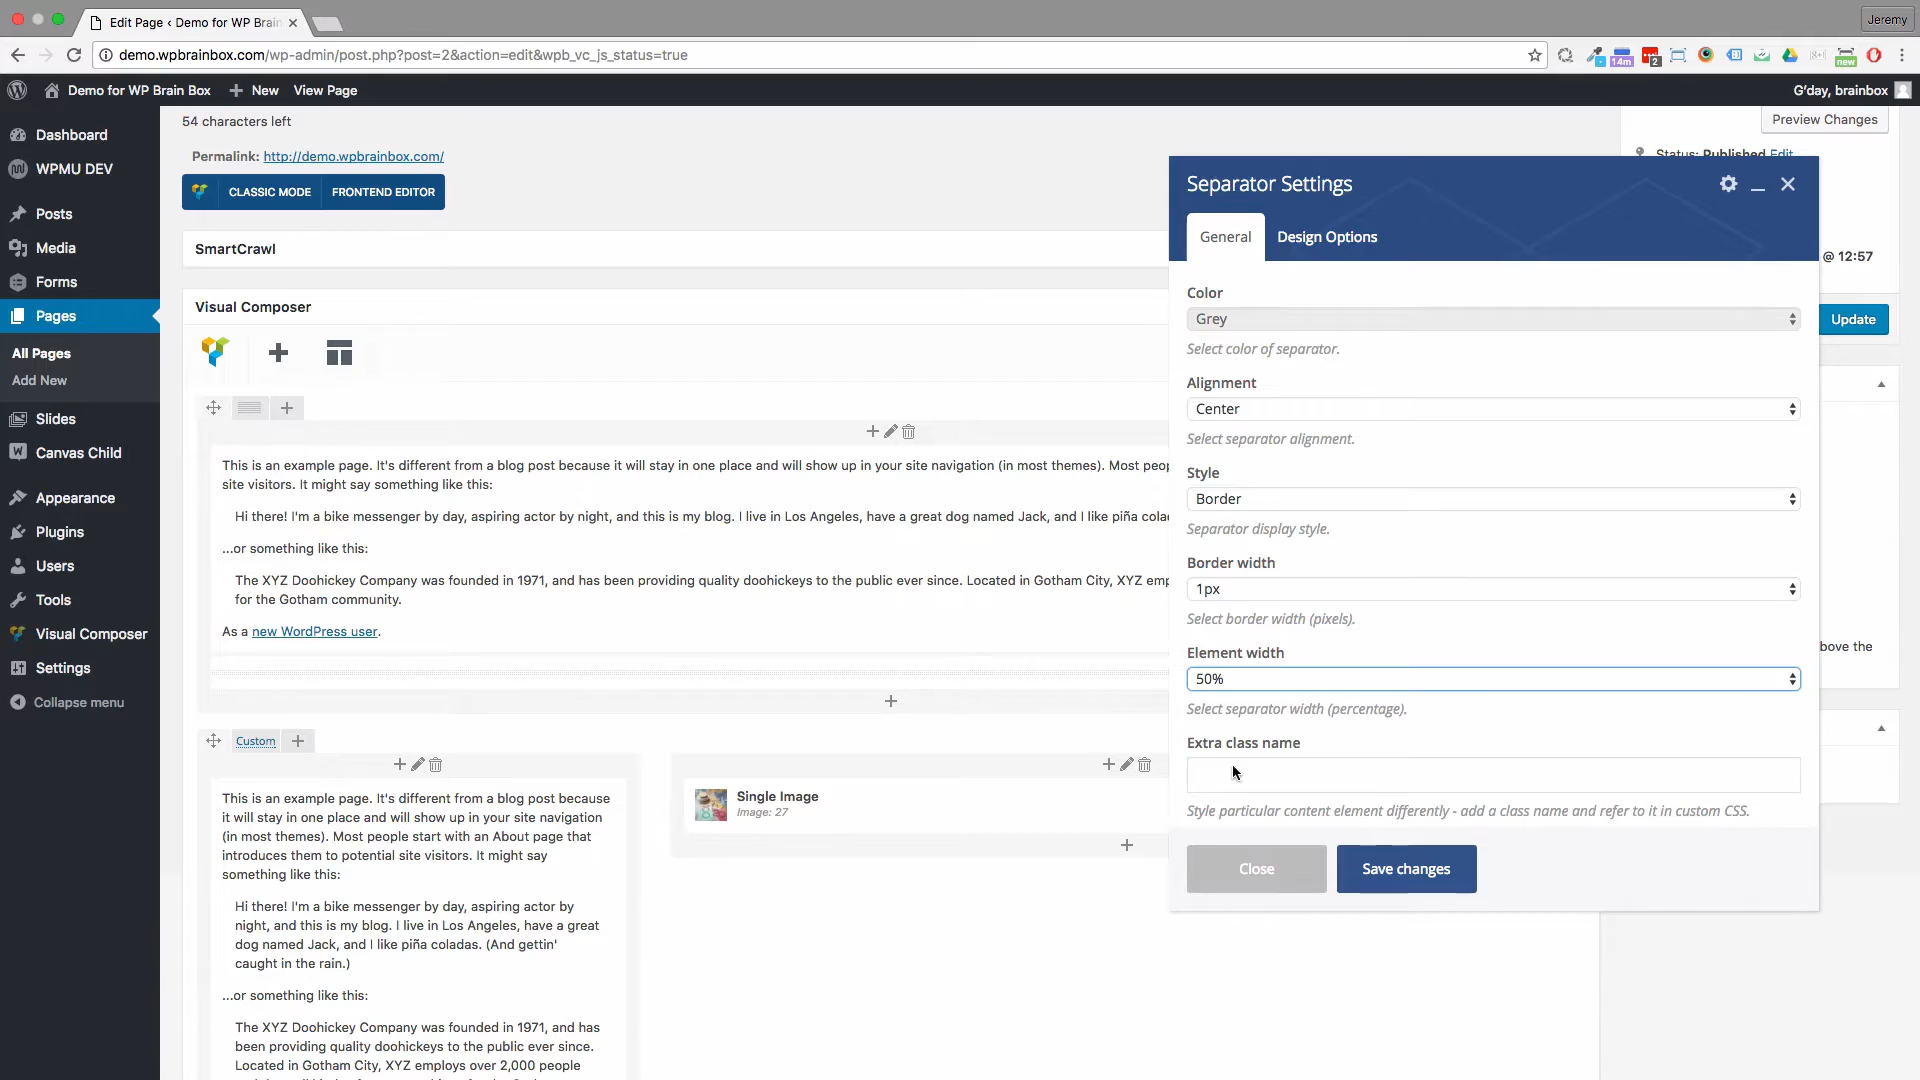 Edit Page ‹ Demo for WP Brain
Jeremy
demo.wpbrainbox.com/wp-admin/post.php?post=2&action=edit&wpb_vc_js_status=true
14m
2
new
Demo for WP Brain Box
New
View Page
G'day, brainbox
Dashboard
WPMU DEV
Posts
Media
Forms
Pages
All Pages
Add New
Slides
Canvas Child
Appearance
Plugins
Users
Tools
Visual Composer
Settings
Collapse menu
54 characters left
Permalink: http://demo.wpbrainbox.com/
CLASSIC MODE
FRONTEND EDITOR
SmartCrawl
Visual Composer
This is an example page. It's different from a blog post because it will stay in one place and will show up in your site navigation (in most themes). Most
site visitors. It might say something like this:
Hi there! I'm a bike messenger by day, aspiring actor by night, and this is my blog. I live in Los Angeles, have a great dog named Jack, and I like piña
...or something like this:
The XYZ Doohickey Company was founded in 1971, and has been providing quality doohickeys to the public ever since. Located in Gotham City, XYZ
for the Gotham community.
As a new WordPress user.
Custom
This is an example page. It's different from a blog post because
it will stay in one place and will show up in your site navigation
(in most themes). Most people start with an About page that
introduces them to potential site visitors. It might say
something like this:
Hi there! I'm a bike messenger by day, aspiring actor by
night, and this is my blog. I live in Los Angeles, have a great
dog named Jack, and I like piña coladas. (And gettin'
caught in the rain.)
...or something like this:
The XYZ Doohickey Company was founded in 1971, and has
been providing quality doohickeys to the public ever since.
Located in Gotham City, XYZ employs over 2,000 people
Single Image
Image: 27
Preview Changes
Status: Published Edit
@ 12:57
Update
bove the
Separator Settings
General
Design Options
Color
Grey
Select color of separator.
Alignment
Center
Select separator alignment.
Style
Border
Separator display style.
Border width
1px
Select border width (pixels).
Element width
50%
Select separator width (percentage).
Extra class name
Style particular content element differently - add a class name and refer to it in custom CSS.
Close
Save changes